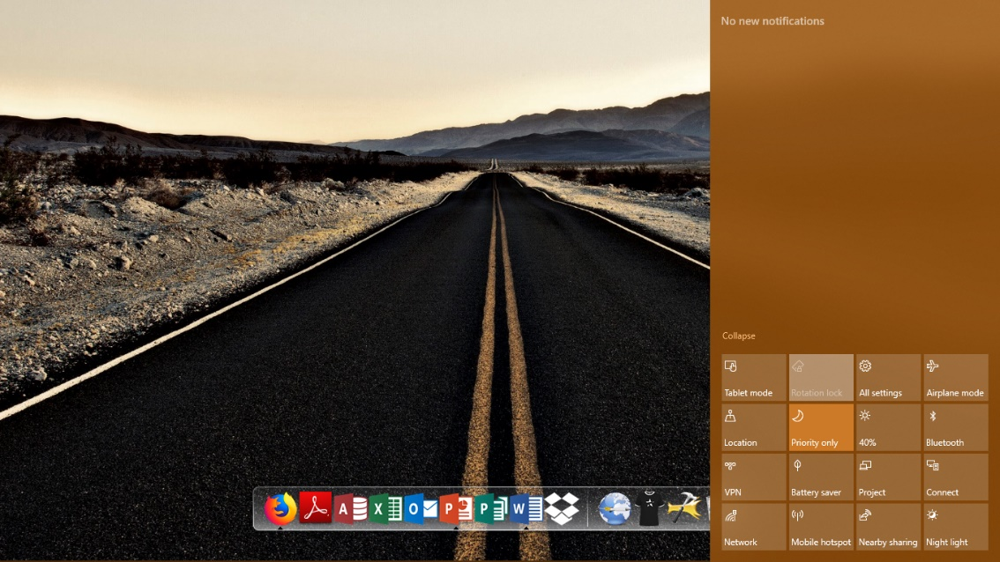 No new notifications
Collapse
Tablet mode
Rotation lock
All settings
Airplane mode
Location
Priority only
40%
Bluetooth
VPN
Battery saver
Project
Connect
Network
Mobile hotspot
Nearby sharing
Night light
A
X
O
P
P
W